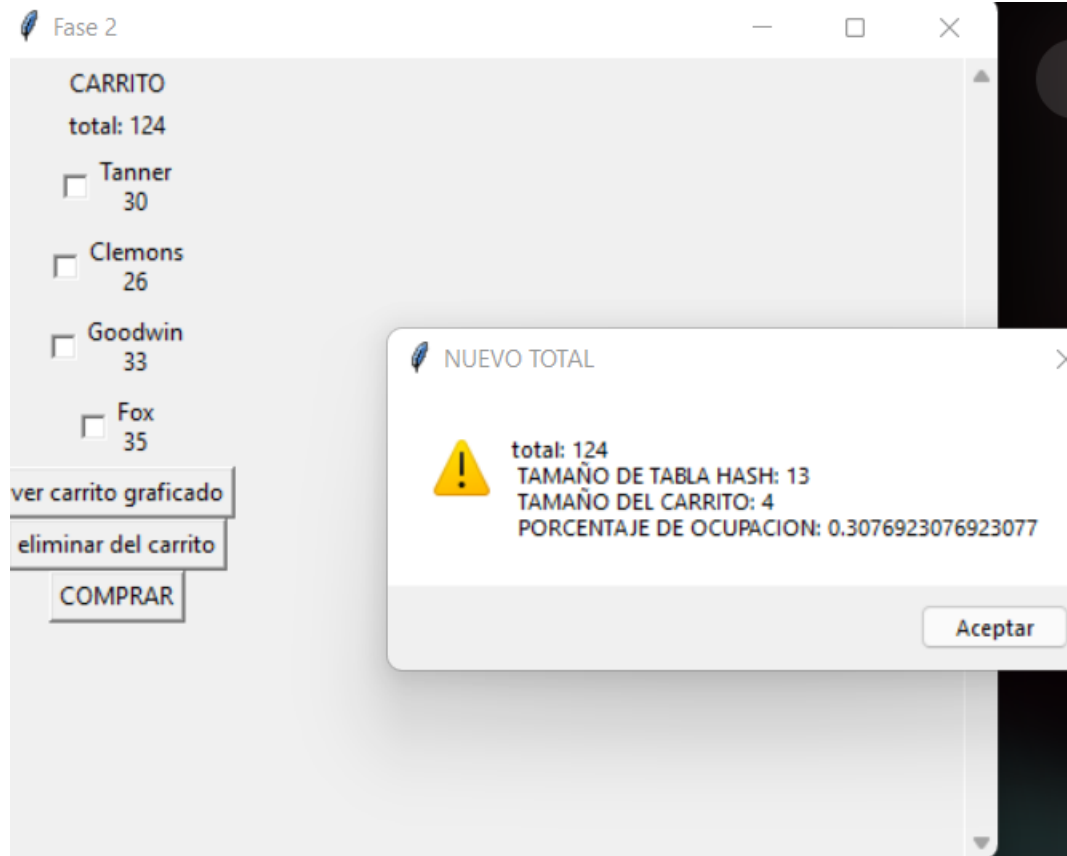 Fase 2
CARRITO
total: 124
Tanner
30
Clemons
26
Goodwin
33
Fox
35
ver carrito graficado
eliminar del carrito
COMPRAR
NUEVO TOTAL
total: 124
TAMAÑO DE TABLA HASH: 13
TAMAÑO DEL CARRITO: 4
PORCENTAJE DE OCUPACION: 0.3076923076923077
Aceptar